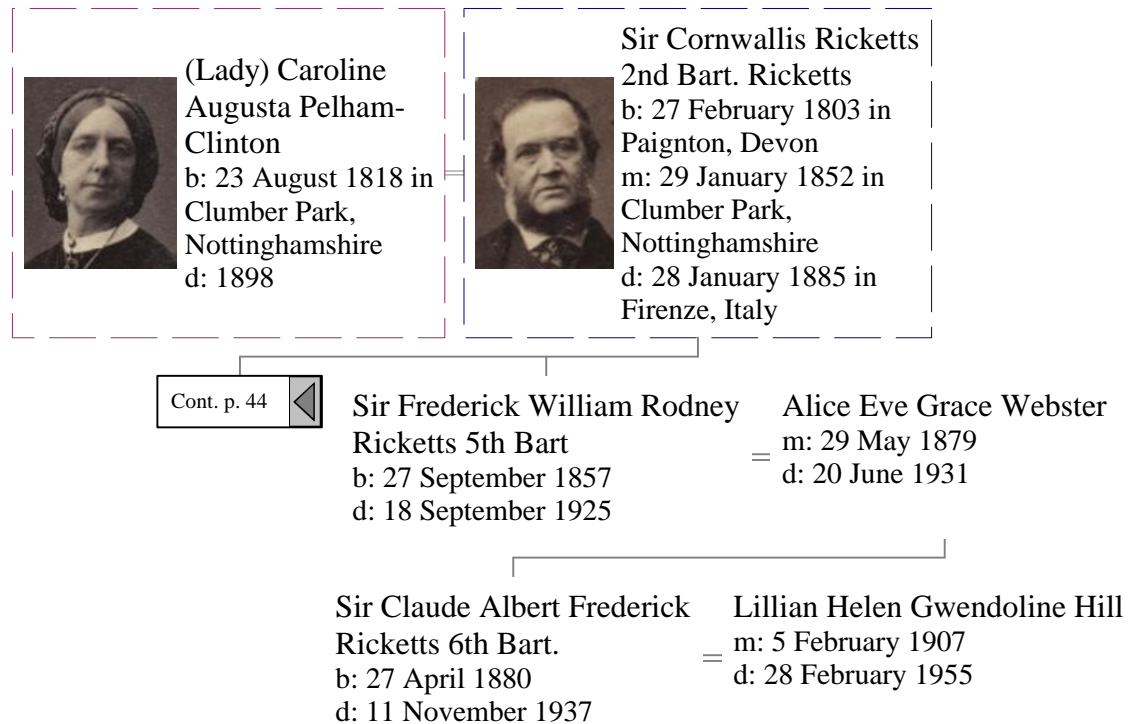 (Lady) Caroline
Augusta Pelham-
Clinton
b: 23 August 1818 in
Clumber Park,
Nottinghamshire
d: 1898
Sir Cornwallis Ricketts
2nd Bart. Ricketts
b: 27 February 1803 in
Paignton, Devon
m: 29 January 1852 in
Clumber Park,
Nottinghamshire
d: 28 January 1885 in
Firenze, Italy
Cont. p. 44
Sir Frederick William Rodney
Ricketts 5th Bart
b: 27 September 1857
d: 18 September 1925
Alice Eve Grace Webster
m: 29 May 1879
d: 20 June 1931
Sir Claude Albert Frederick
Ricketts 6th Bart.
b: 27 April 1880
d: 11 November 1937
Lillian Helen Gwendoline Hill
m: 5 February 1907
d: 28 February 1955